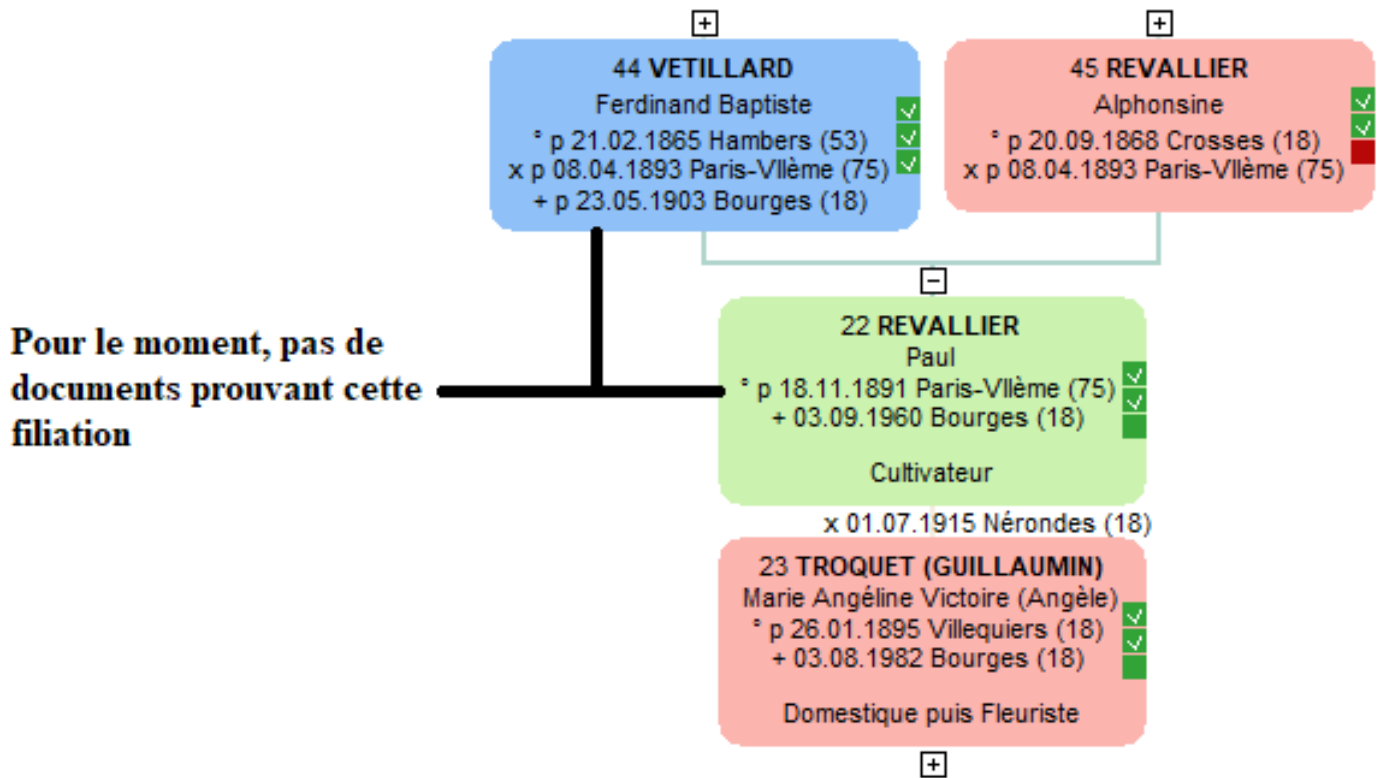 44 VETILLARD
Ferdinand Baptiste
° p 21.02.1865 Hambers (53)
x p 08.04.1893 Paris-VIIème (75)
+ p 23.05.1903 Bourges (18)
45 REVALLIER
Alphonsine
° p 20.09.1868 Crosses (18)
x p 08.04.1893 Paris-VIIème (75)
Pour le moment, pas de
documents prouvant cette
filiation
22 REVALLIER
Paul
° p 18.11.1891 Paris-VIIème (75)
+ 03.09.1960 Bourges (18)
Cultivateur
x 01.07.1915 Nérondes (18)
23 TROQUET (GUILLAUMIN)
Marie Angéline Victoire (Angèle)
° p 26.01.1895 Villequiers (18)
+ 03.08.1982 Bourges (18)
Domestique puis Fleuriste